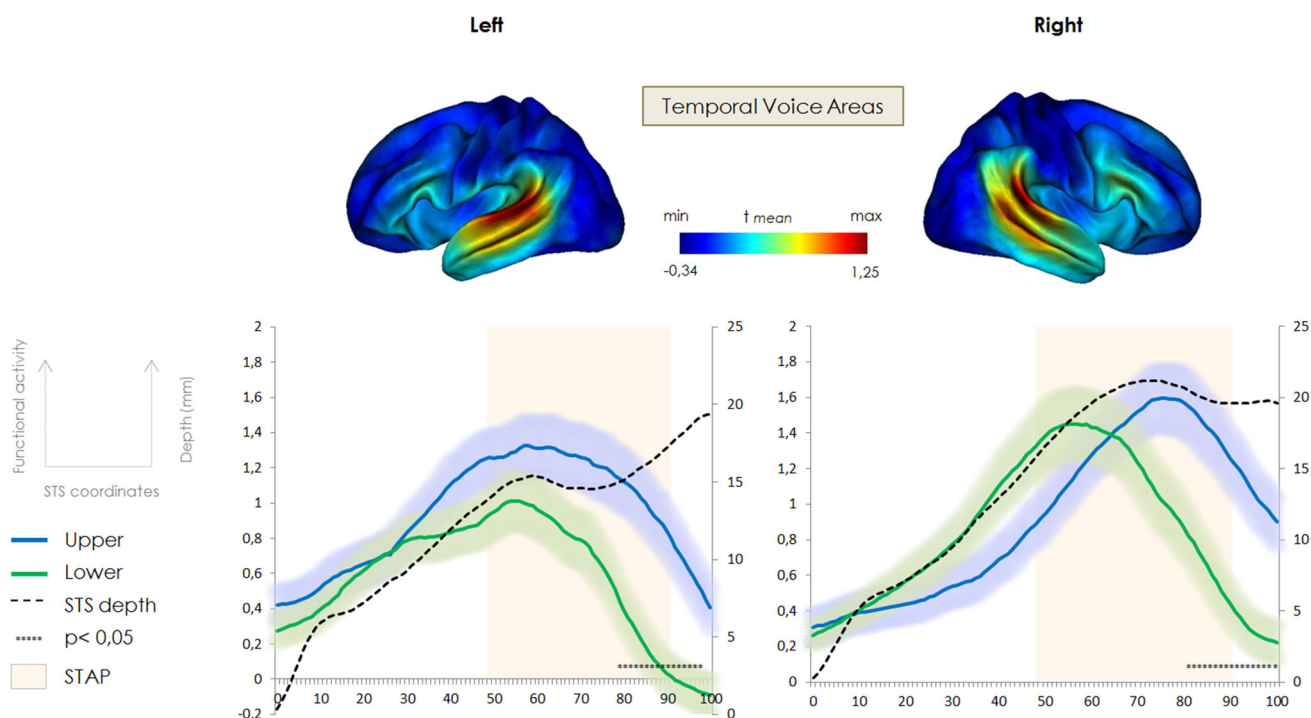 Left
Right
Temporal Voice Areas
min t mean max
-0,34 1,25
Functional activity
Depth (mm)
STS coordinates
Upper
Lower
STS depth
***** p< 0,05
STAP
2
1,8
1,6
1,4
1,2
1
0,8
0,6
0,4
0,2
0
-0,2
25
20
15
10
5
0
0 10 20 30 40 50 60 70 80 90 100
2
1,8
1,6
1,4
1,2
1
0,8
0,6
0,4
0,2
0
25
20
15
10
5
0
0 10 20 30 40 50 60 70 80 90 100